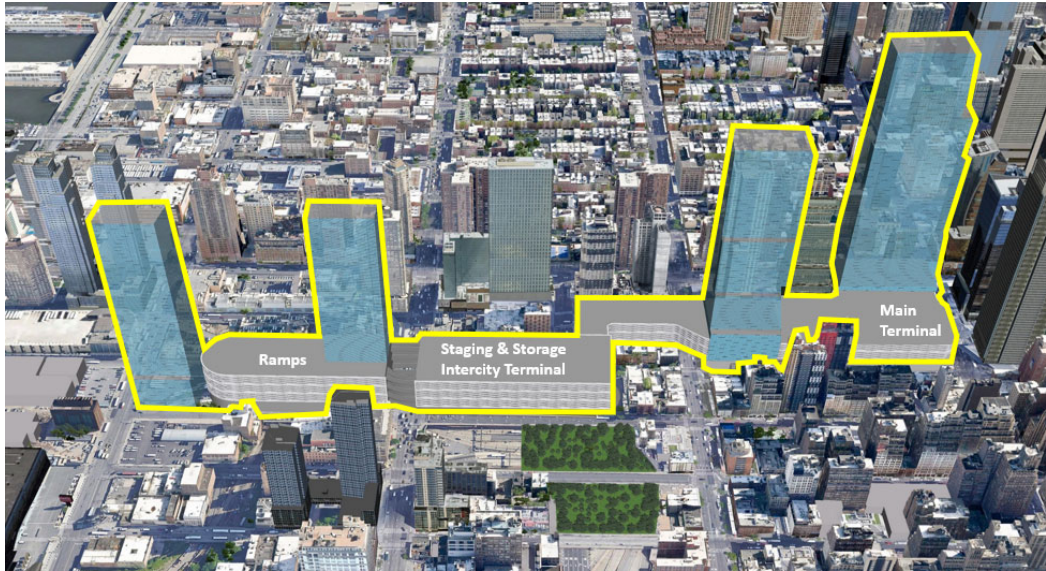 Ramps
Staging & Storage
Intercity Terminal
Main
Terminal